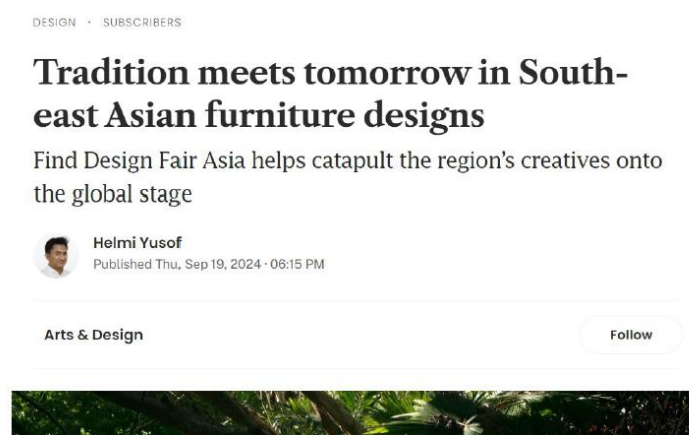 DESIGN · SUBSCRIBERS
Tradition meets tomorrow in South-
east Asian furniture designs
Find Design Fair Asia helps catapult the region's creatives onto
the global stage
Helmi Yusof
Published Thu, Sep 19, 2024 · 06:15 PM
Arts & Design
Follow